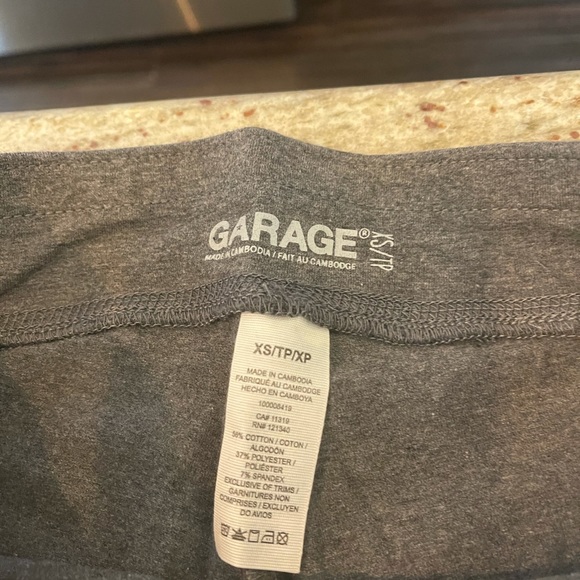 GARAGE®
XS/TP
MADE IN CAMBODIA / FAIT AU CAMBODGE
XS/TP/XP
MADE IN CAMBODIA
FABRIQUÉ AU CAMBODGE
HECHO EN CAMBOYA
100008419
CA# 11319
RN# 121340
56% COTTON / COTON /
ALGODÓN
37% POLYESTER /
POLIÉSTER
7% SPANDEX
EXCLUSIVE OF TRIMS /
GARNITURES NON
COMPRISES / EXCLUYEN
DO AVIOS